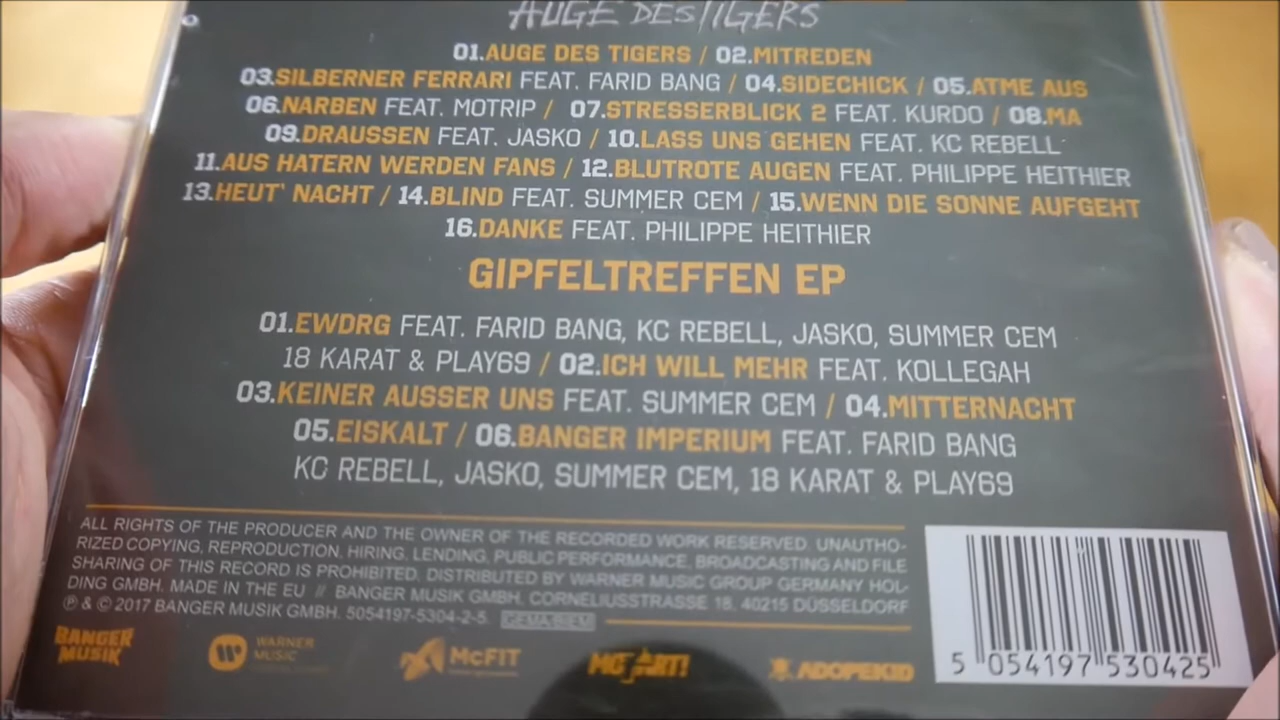 AUGE DES TIGERS
01.AUGE DES TIGERS / 02.MITREDEN
03.SILBERNER FERRARI FEAT. FARID BANG / 04.SIDECHICK / 05.ATME AUS
06.NARBEN FEAT. MOTRIP / 07.STRESSERBLICK 2 FEAT. KURDO / 08.MA
09.DRAUSSEN FEAT. JASKO / 10.LASS UNS GEHEN FEAT. KC REBELL
11.AUS HATERN WERDEN FANS / 12.BLUTROTE AUGEN FEAT. PHILIPPE HEITHIER
13.HEUT' NACHT / 14.BLIND FEAT. SUMMER CEM / 15.WENN DIE SONNE AUFGEHT
16.DANKE FEAT. PHILIPPE HEITHIER
GIPFELTREFFEN EP
01.EWDRG FEAT. FARID BANG, KC REBELL, JASKO, SUMMER CEM
18 KARAT & PLAY69 / 02.ICH WILL MEHR FEAT. KOLLEGAH
03.KEINER AUSSER UNS FEAT. SUMMER CEM / 04.MITTERNACHT
05.EISKALT / 06.BANGER IMPERIUM FEAT. FARID BANG
KC REBELL, JASKO, SUMMER CEM, 18 KARAT & PLAY69
ALL RIGHTS OF THE PRODUCER AND THE OWNER OF THE RECORDED WORK RESERVED. UNAUTHO-
RIZED COPYING, REPRODUCTION, HIRING, LENDING, PUBLIC PERFORMANCE, BROADCASTING AND FILE
SHARING OF THIS RECORD IS PROHIBITED. DISTRIBUTED BY WARNER MUSIC GROUP GERMANY HOL-
DING GMBH. MADE IN THE EU // BANGER MUSIK GMBH, CORNELIUSSTRASSE 18, 40215 DÜSSELDORF
℗ & © 2017 BANGER MUSIK GMBH. 5054197-5304-2-5. GEMA/BIEM
BANGER MUSIK
WARNER MUSIC
McFIT
ADOPEKID
5 054197 530425